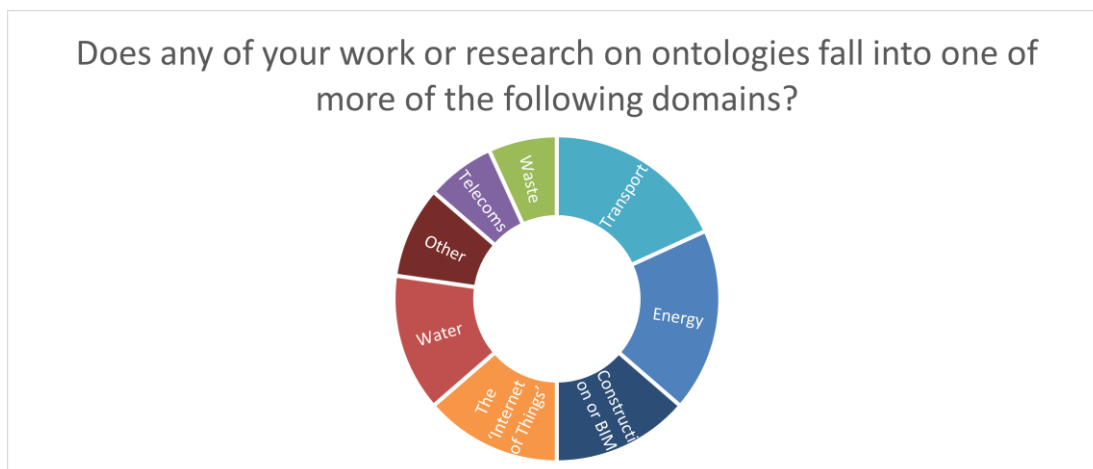 Does any of your work or research on ontologies fall into one of
more of the following domains?
Transport
Energy
Constructi
on or BIM
The
'Internet
of Things'
Water
Other
Telecoms
Waste